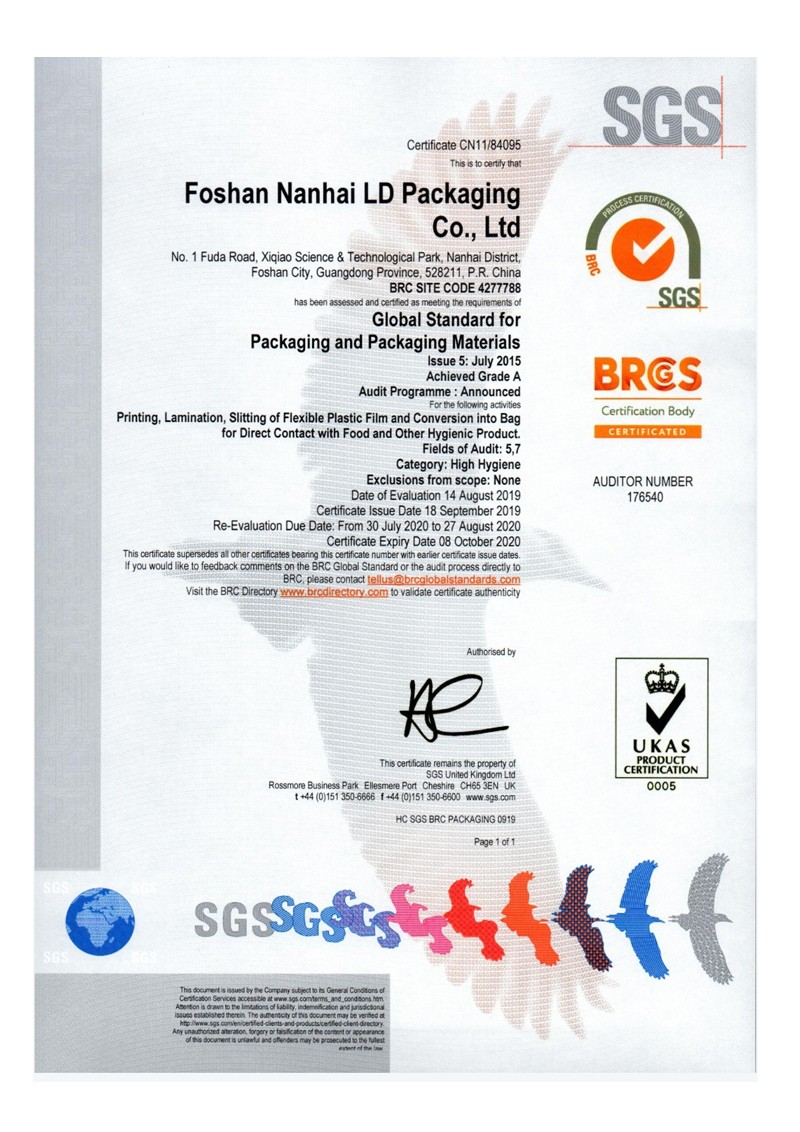 SGS
Certificate CN11/84095
This is to certify that
Foshan Nanhai LD Packaging
Co., Ltd
No. 1 Fuda Road, Xiqiao Science & Technological Park, Nanhai District,
Foshan City, Guangdong Province, 528211, P.R. China
BRC SITE CODE 4277788
has been assessed and certified as meeting the requirements of
Global Standard for
Packaging and Packaging Materials
Issue 5: July 2015
Achieved Grade A
Audit Programme : Announced
For the following activities
Printing, Lamination, Slitting of Flexible Plastic Film and Conversion into Bag
for Direct Contact with Food and Other Hygienic Product.
Fields of Audit: 5,7
Category: High Hygiene
Exclusions from scope: None
Date of Evaluation 14 August 2019
Certificate Issue Date 18 September 2019
Re-Evaluation Due Date: From 30 July 2020 to 27 August 2020
Certificate Expiry Date 08 October 2020
This certificate supersedes all other certificates bearing this certificate number with earlier certificate issue dates.
If you would like to feedback comments on the BRC Global Standard or the audit process directly to
BRC, please contact tellus@brcglobalstandards.com
Visit the BRC Directory www.brcdirectory.com to validate certificate authenticity
PROCESS CERTIFICATION
BRC
SGS
BRCGS
Certification Body
CERTIFICATED
AUDITOR NUMBER
176540
Authorised by
This certificate remains the property of
SGS United Kingdom Ltd
Rossmore Business Park Ellesmere Port Cheshire CH65 3EN UK
t +44 (0)151 350-6666 f +44 (0)151 350-6600 www.sgs.com
HC SGS BRC PACKAGING 0919
Page 1 of 1
UKAS
PRODUCT
CERTIFICATION
0005
SGS SGS
SGS SGS
SGS SGS SGS
This document is issued by the Company subject to its General Conditions of
Certification Services accessible at www.sgs.com/terms_and_conditions.htm.
Attention is drawn to the limitations of liability, indemnification and jurisdictional
issues established therein. The authenticity of this document may be verified at
http://www.sgs.com/en/certified-clients-and-products/certified-client-directory.
Any unauthorized alteration, forgery or falsification of the content or appearance
of this document is unlawful and offenders may be prosecuted to the fullest
extent of the law.